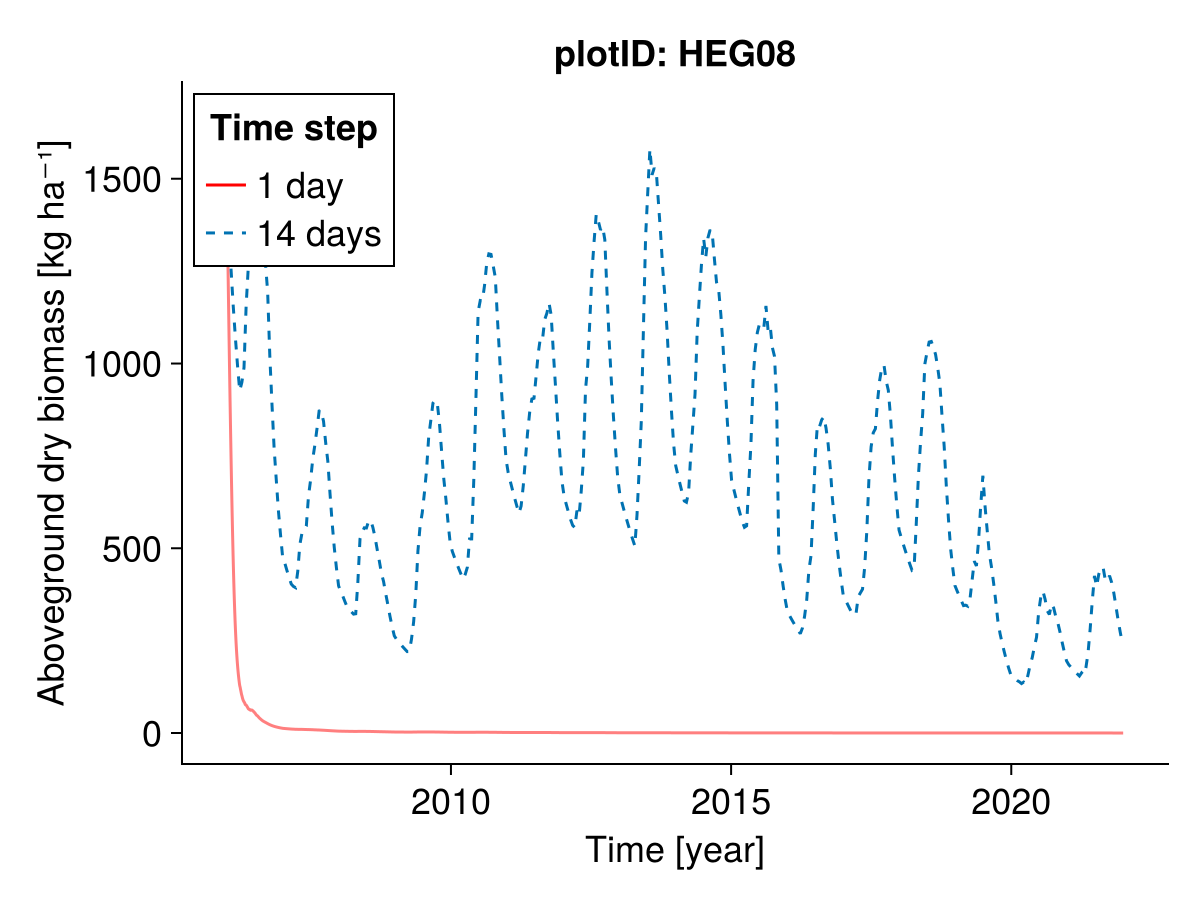 plotID: HEG08
Time step
1 day
14 days
Aboveground dry biomass [kg ha⁻¹]
1500
1000
500
0
2010
2015
2020
Time [year]